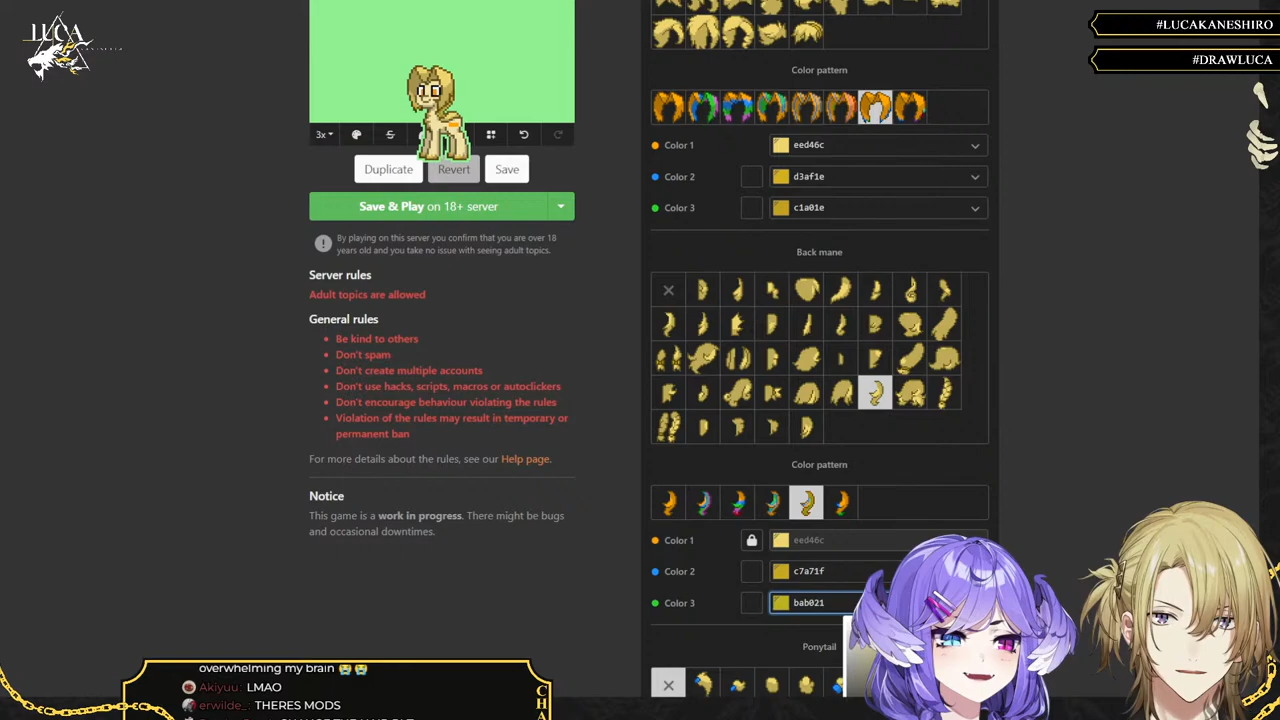 LUCA
#LUCAKANESHIRO
#DRAWLUCA
Color pattern
3x
Color 1
eed46c
Duplicate
Revert
Save
Color 2
d3af1e
Save & Play on 18+ server
Color 3
c1a01e
By playing on this server you confirm that you are over 18
years old and you take no issue with seeing adult topics.
Back mane
Server rules
Adult topics are allowed
General rules
Be kind to others
Don't spam
Don't create multiple accounts
Don't use hacks, scripts, macros or autoclickers
Don't encourage behaviour violating the rules
Violation of the rules may result in temporary or
permanent ban
For more details about the rules, see our Help page.
Color pattern
Notice
This game is a work in progress. There might be bugs
and occasional downtimes.
Color 1
eed46c
Color 2
c7a71f
Color 3
bab021
Ponytail
overwhelming my brain 😭 😭
Akiyuu: LMAO
erwilde_: THERES MODS
C
H
A